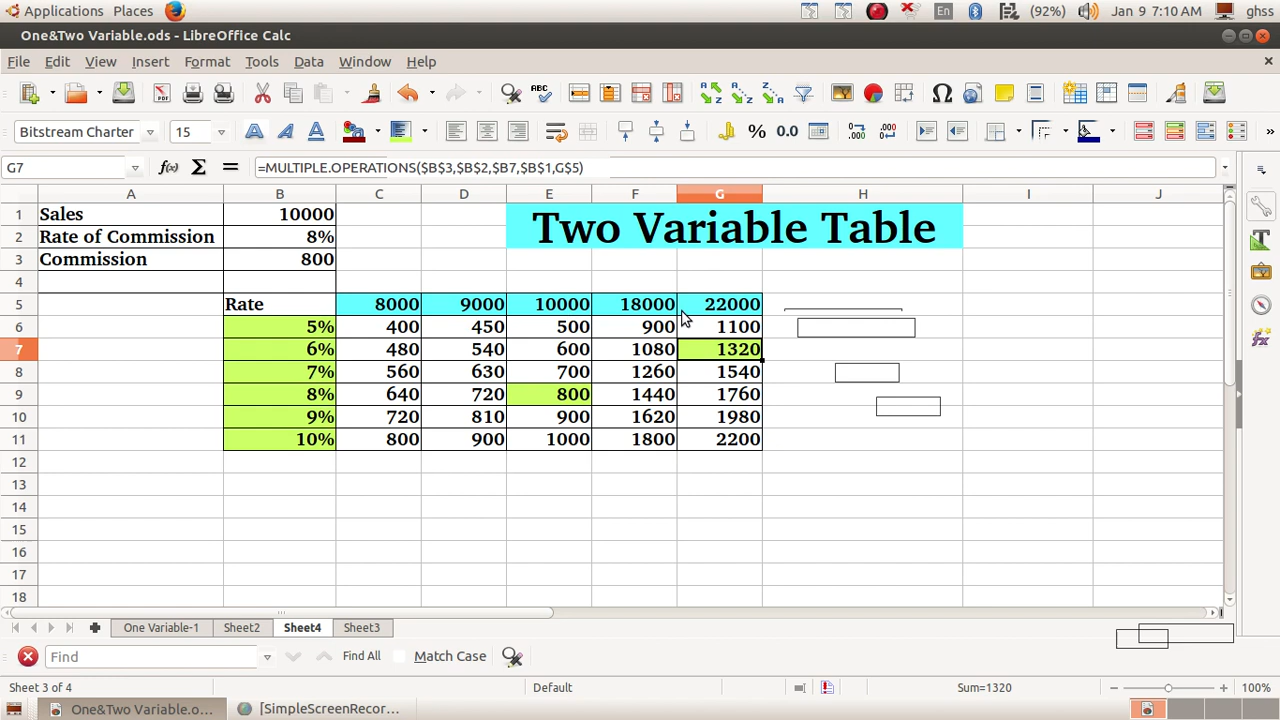 Applications Places En (92%) Jan 9 7:10 AM ghss
One&Two Variable.ods - LibreOffice Calc
File Edit View Insert Format Tools Data Window Help
Bitstream Charter 15 % 0.0
G7 =MULTIPLE.OPERATIONS($B$3,$B$2,$B7,$B$1,G$5)
A B C D E F G H I J
1 Sales 10000 Two Variable Table
2 Rate of Commission 8%
3 Commission 800
4
5 Rate 8000 9000 10000 18000 22000
6 5% 400 450 500 900 1100
7 6% 480 540 600 1080 1320
8 7% 560 630 700 1260 1540
9 8% 640 720 800 1440 1760
10 9% 720 810 900 1620 1980
11 10% 800 900 1000 1800 2200
12
13
14
15
16
17
18
One Variable-1 Sheet2 Sheet4 Sheet3
Find Find All Match Case
Sheet 3 of 4 Default Sum=1320 100%
One&Two Variable.o... [SimpleScreenRecor...